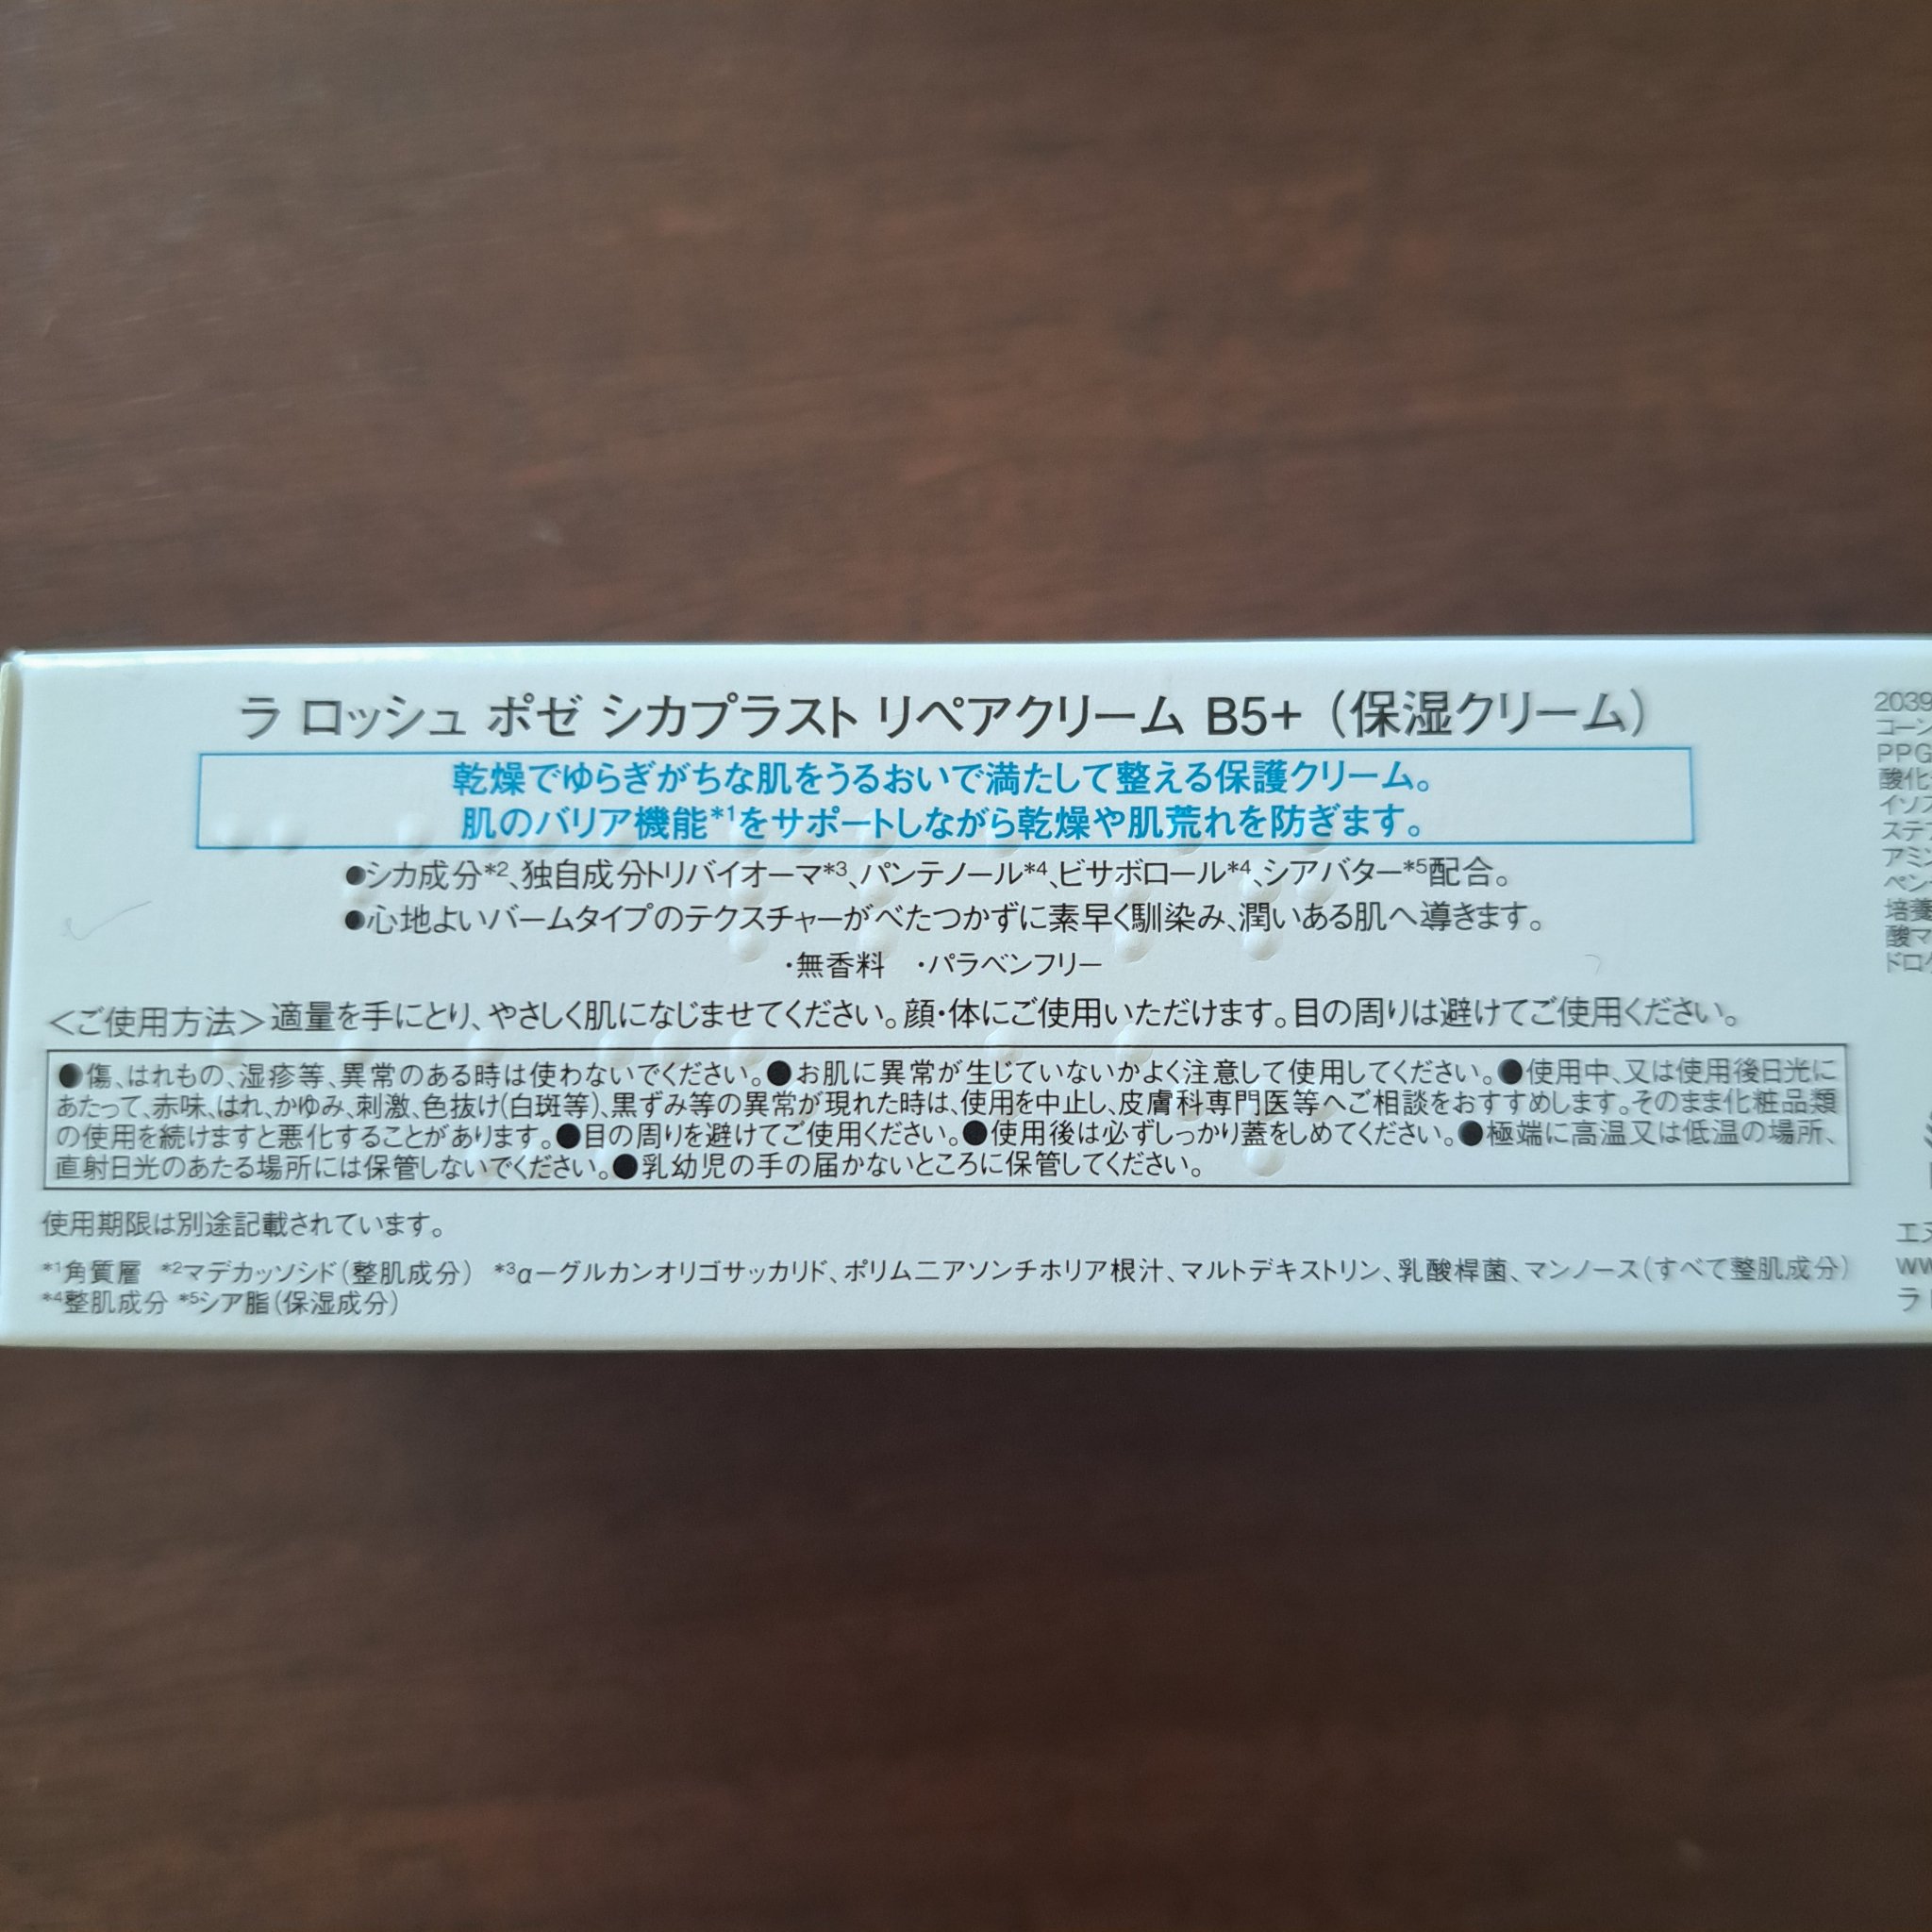 ラ ロッシュ ポゼ シカプラスト リペアクリーム B5+（保湿クリーム）
乾燥でゆらぎがちな肌をうるおいで満たして整える保護クリーム。
肌のバリア機能*1をサポートしながら乾燥や肌荒れを防ぎます。
●シカ成分*2、独自成分トリバイオーマ*3、パンテノール*4、ビサボロール*4、シアバター*5配合。
●心地よいバームタイプのテクスチャーがべたつかずに素早く馴染み、潤いある肌へ導きます。
・無香料 ・パラベンフリー
＜ご使用方法＞適量を手にとり、やさしく肌になじませてください。顔・体にご使用いただけます。目の周りは避けてご使用ください。
●傷、はれもの、湿疹等、異常のある時は使わないでください。●お肌に異常が生じていないかよく注意して使用してください。●使用中、又は使用後日光に
あたって、赤味、はれ、かゆみ、刺激、色抜け(白斑等)、黒ずみ等の異常が現れた時は、使用を中止し、皮膚科専門医等へご相談をおすすめします。そのまま化粧品類
の使用を続けますと悪化することがあります。●目の周りを避けてご使用ください。●使用後は必ずしっかり蓋をしめてください。●極端に高温又は低温の場所、
直射日光のあたる場所には保管しないでください。●乳幼児の手の届かないところに保管してください。
使用期限は別途記載されています。
*1角質層 *2マデカッソシド（整肌成分） *3α－グルカンオリゴサッカリド、ポリムニアソンチホリア根汁、マルトデキストリン、乳酸桿菌、マンノース(すべて整肌成分)
*4整肌成分 *5シア脂(保湿成分)
2039
コーン
PPG
酸化
イソ
ステア
アミン
ペン
培養
酸マ
ドロ